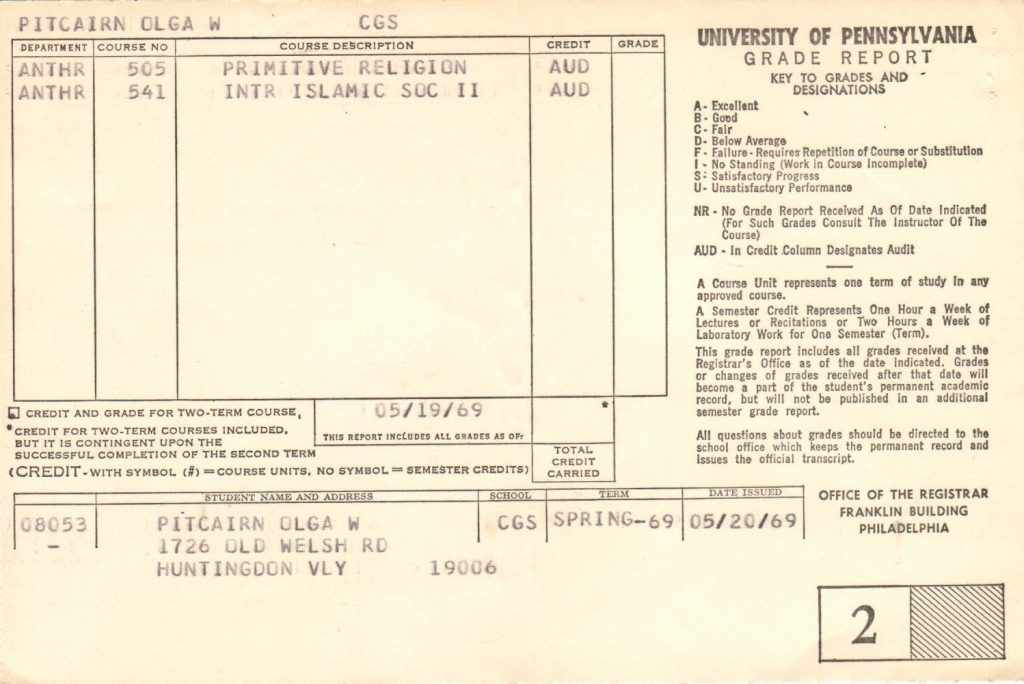 PITCAIRN OLGA W CGS
DEPARTMENT COURSE NO COURSE DESCRIPTION CREDIT GRADE
ANTHR 505 PRIMITIVE RELIGION AUD
ANTHR 541 INTR ISLAMIC SOC II AUD
CREDIT AND GRADE FOR TWO-TERM COURSE,
*CREDIT FOR TWO-TERM COURSES INCLUDED,
BUT IT IS CONTINGENT UPON THE
SUCCESSFUL COMPLETION OF THE SECOND TERM
(CREDIT-WITH SYMBOL (#) = COURSE UNITS, NO SYMBOL = SEMESTER CREDITS)
05/19/69
THIS REPORT INCLUDES ALL GRADES AS OF:
*
TOTAL
CREDIT
CARRIED
UNIVERSITY OF PENNSYLVANIA
GRADE REPORT
KEY TO GRADES AND
DESIGNATIONS
A - Excellent
B - Good
C - Fair
D - Below Average
F - Failure - Requires Repetition of Course or Substitution
I - No Standing (Work in Course Incomplete)
S - Satisfactory Progress
U - Unsatisfactory Performance
NR - No Grade Report Received As Of Date Indicated
(For Such Grades Consult The Instructor Of The
Course)
AUD - In Credit Column Designates Audit
A Course Unit represents one term of study in any
approved course.
A Semester Credit Represents One Hour a Week of
Lectures or Recitations or Two Hours a Week of
Laboratory Work for One Semester (Term).
This grade report includes all grades received at the
Registrar's Office as of the date indicated. Grades
or changes of grades received after that date will
become a part of the student's permanent academic
record, but will not be published in an additional
semester grade report.
All questions about grades should be directed to the
school office which keeps the permanent record and
issues the official transcript.
STUDENT NAME AND ADDRESS SCHOOL TERM DATE ISSUED
08053 PITCAIRN OLGA W CGS SPRING-69 05/20/69
- 1726 OLD WELSH RD
HUNTINGDON VLY 19006
OFFICE OF THE REGISTRAR
FRANKLIN BUILDING
PHILADELPHIA
2